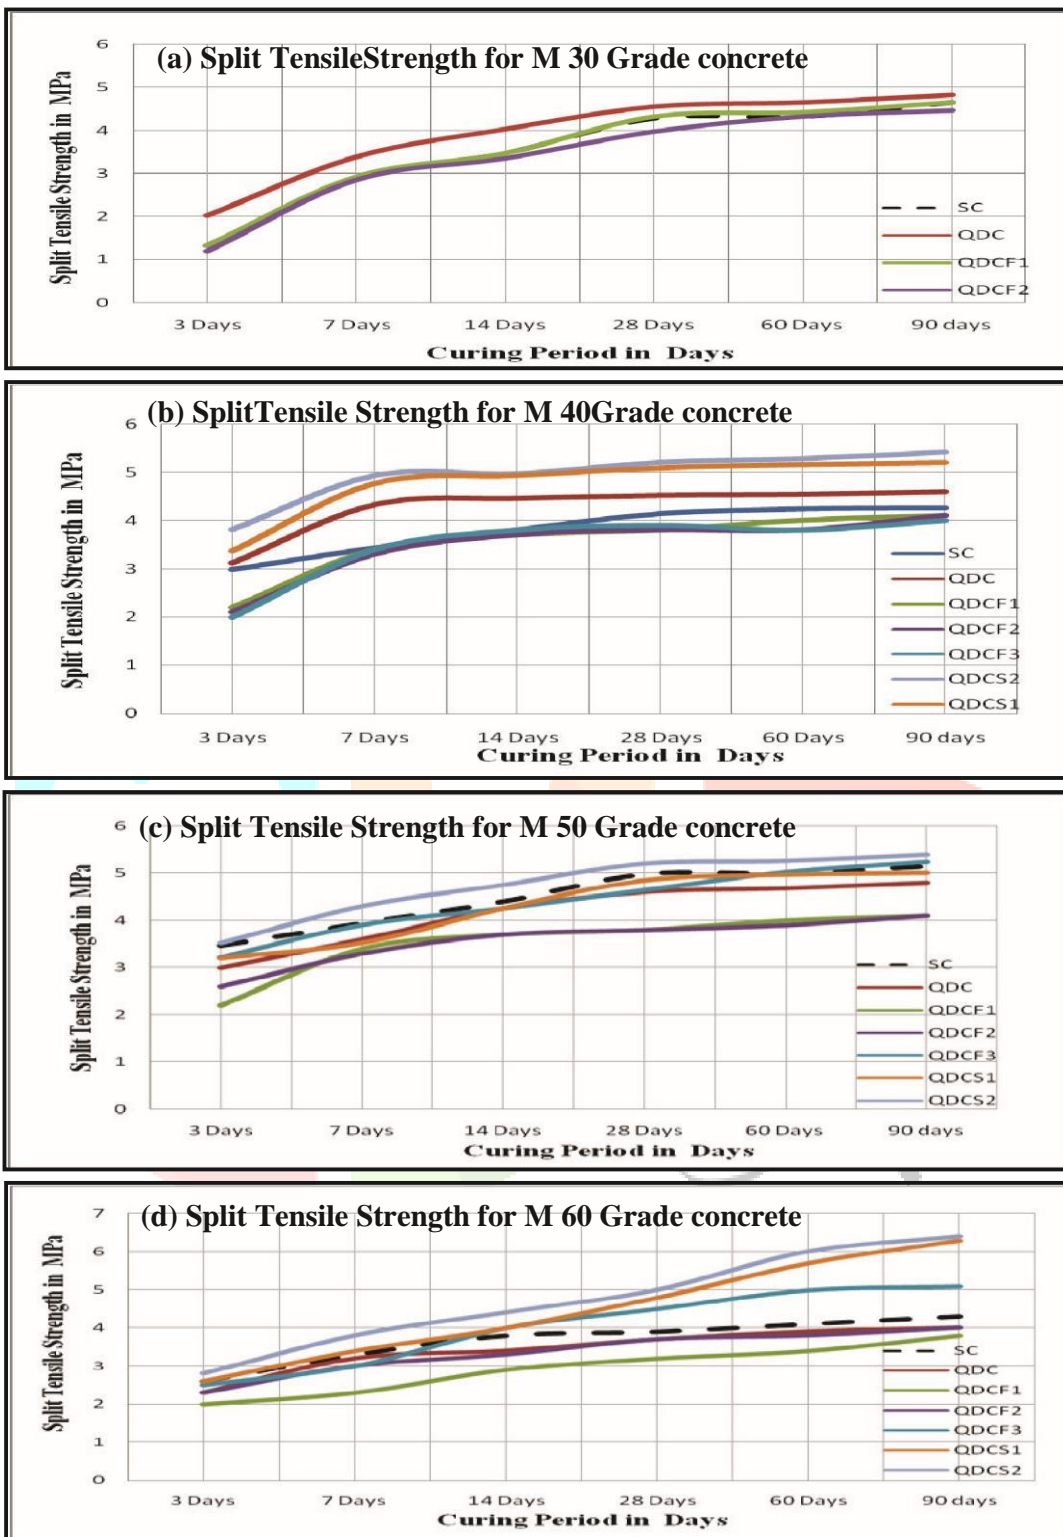 (a) Split TensileStrength for M 30 Grade concrete
Split Tensile Strength in MPa
6
5
4
3
2
1
0
SC
QDC
QDCF1
QDCF2
3 Days 7 Days 14 Days 28 Days 60 Days 90 days
Curing Period in Days
(b) SplitTensile Strength for M 40Grade concrete
Split Tensile Strength in MPa
6
5
4
3
2
1
0
SC
QDC
QDCF1
QDCF2
QDCF3
QDCS2
QDCS1
3 Days 7 Days 14 Days 28 Days 60 Days 90 days
Curing Period in Days
(c) Split Tensile Strength for M 50 Grade concrete
Split Tensile Strength in MPa
6
5
4
3
2
1
0
SC
QDC
QDCF1
QDCF2
QDCF3
QDCS1
QDCS2
3 Days 7 Days 14 Days 28 Days 60 Days 90 days
Curing Period in Days
(d) Split Tensile Strength for M 60 Grade concrete
Split Tensile Strength in MPa
7
6
5
4
3
2
1
0
SC
QDC
QDCF1
QDCF2
QDCF3
QDCS1
QDCS2
3 Days 7 Days 14 Days 28 Days 60 Days 90 days
Curing Period in Days